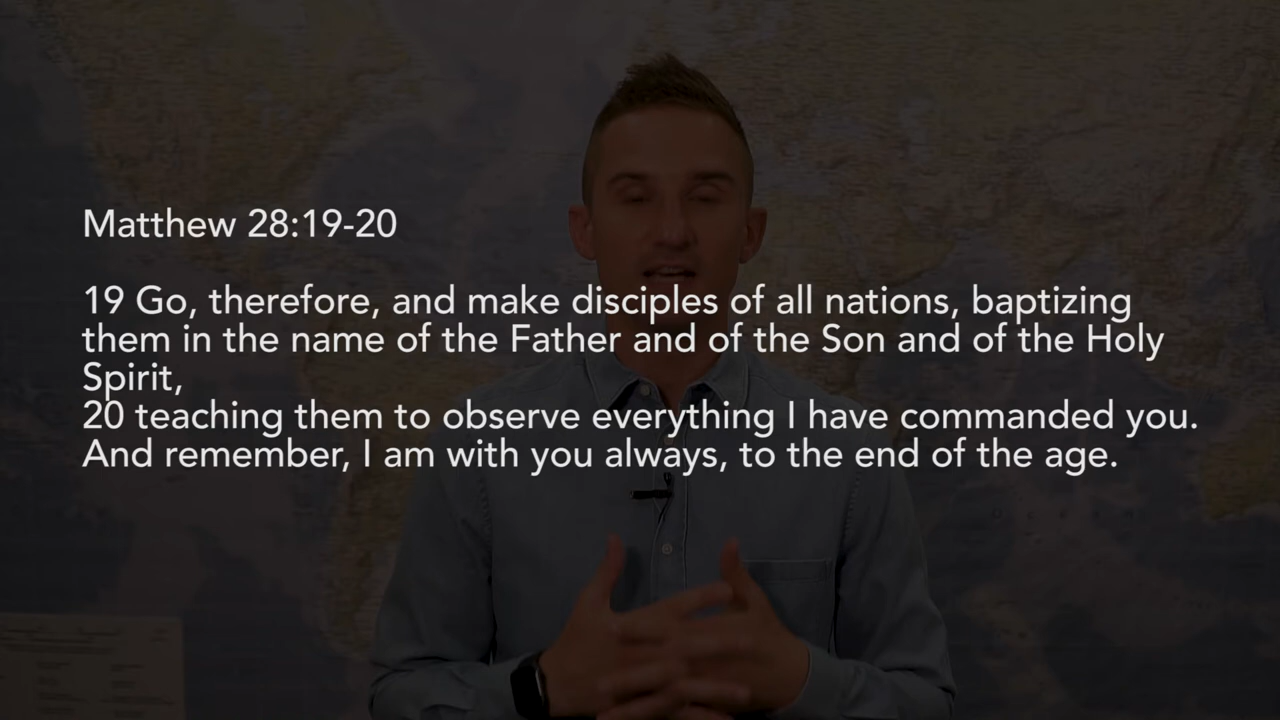 Matthew 28:19-20
19 Go, therefore, and make disciples of all nations, baptizing
them in the name of the Father and of the Son and of the Holy
Spirit,
20 teaching them to observe everything I have commanded you.
And remember, I am with you always, to the end of the age.